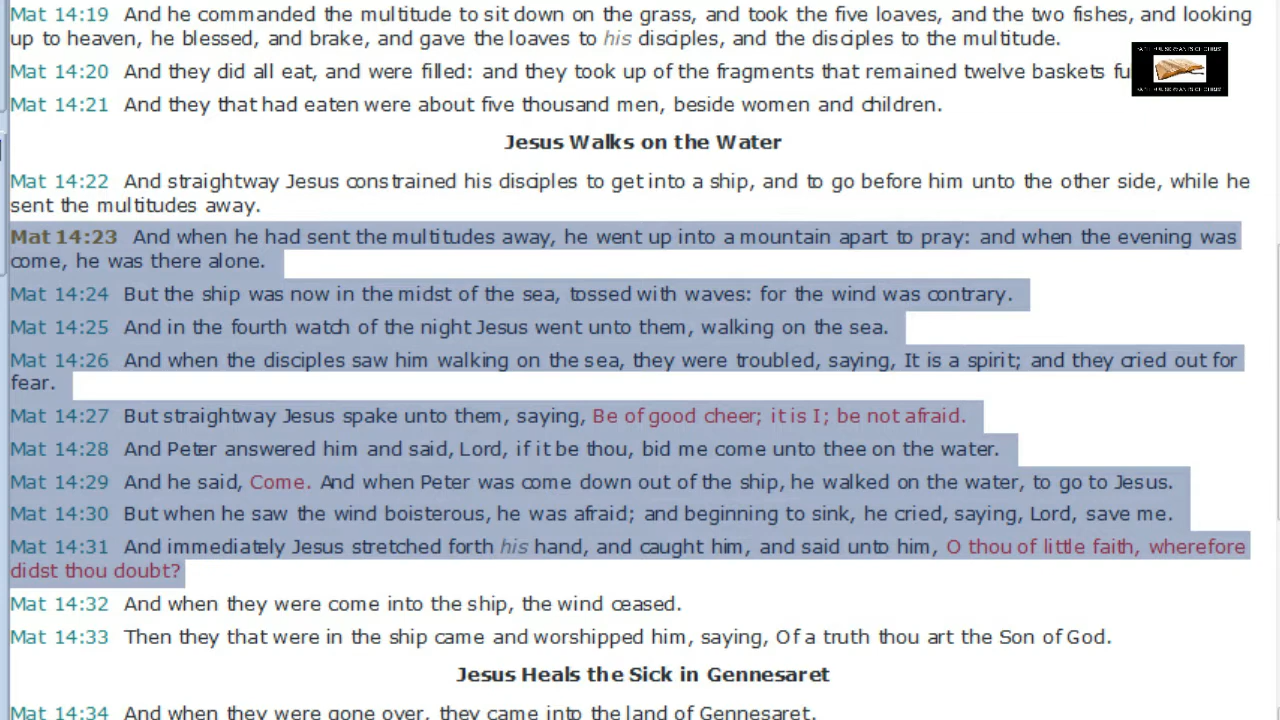 Mat 14:19 And he commanded the multitude to sit down on the grass, and took the five loaves, and the two fishes, and looking
up to heaven, he blessed, and brake, and gave the loaves to his disciples, and the disciples to the multitude.
Mat 14:20 And they did all eat, and were filled: and they took up of the fragments that remained twelve baskets fu
Mat 14:21 And they that had eaten were about five thousand men, beside women and children.
Jesus Walks on the Water
Mat 14:22 And straightway Jesus constrained his disciples to get into a ship, and to go before him unto the other side, while he
sent the multitudes away.
Mat 14:23 And when he had sent the multitudes away, he went up into a mountain apart to pray: and when the evening was
come, he was there alone.
Mat 14:24 But the ship was now in the midst of the sea, tossed with waves: for the wind was contrary.
Mat 14:25 And in the fourth watch of the night Jesus went unto them, walking on the sea.
Mat 14:26 And when the disciples saw him walking on the sea, they were troubled, saying, It is a spirit; and they cried out for
fear.
Mat 14:27 But straightway Jesus spake unto them, saying, Be of good cheer; it is I; be not afraid.
Mat 14:28 And Peter answered him and said, Lord, if it be thou, bid me come unto thee on the water.
Mat 14:29 And he said, Come. And when Peter was come down out of the ship, he walked on the water, to go to Jesus.
Mat 14:30 But when he saw the wind boisterous, he was afraid; and beginning to sink, he cried, saying, Lord, save me.
Mat 14:31 And immediately Jesus stretched forth his hand, and caught him, and said unto him, O thou of little faith, wherefore
didst thou doubt?
Mat 14:32 And when they were come into the ship, the wind ceased.
Mat 14:33 Then they that were in the ship came and worshipped him, saying, Of a truth thou art the Son of God.
Jesus Heals the Sick in Gennesaret
Mat 14:34 And when they were gone over, they came into the land of Gennesaret.